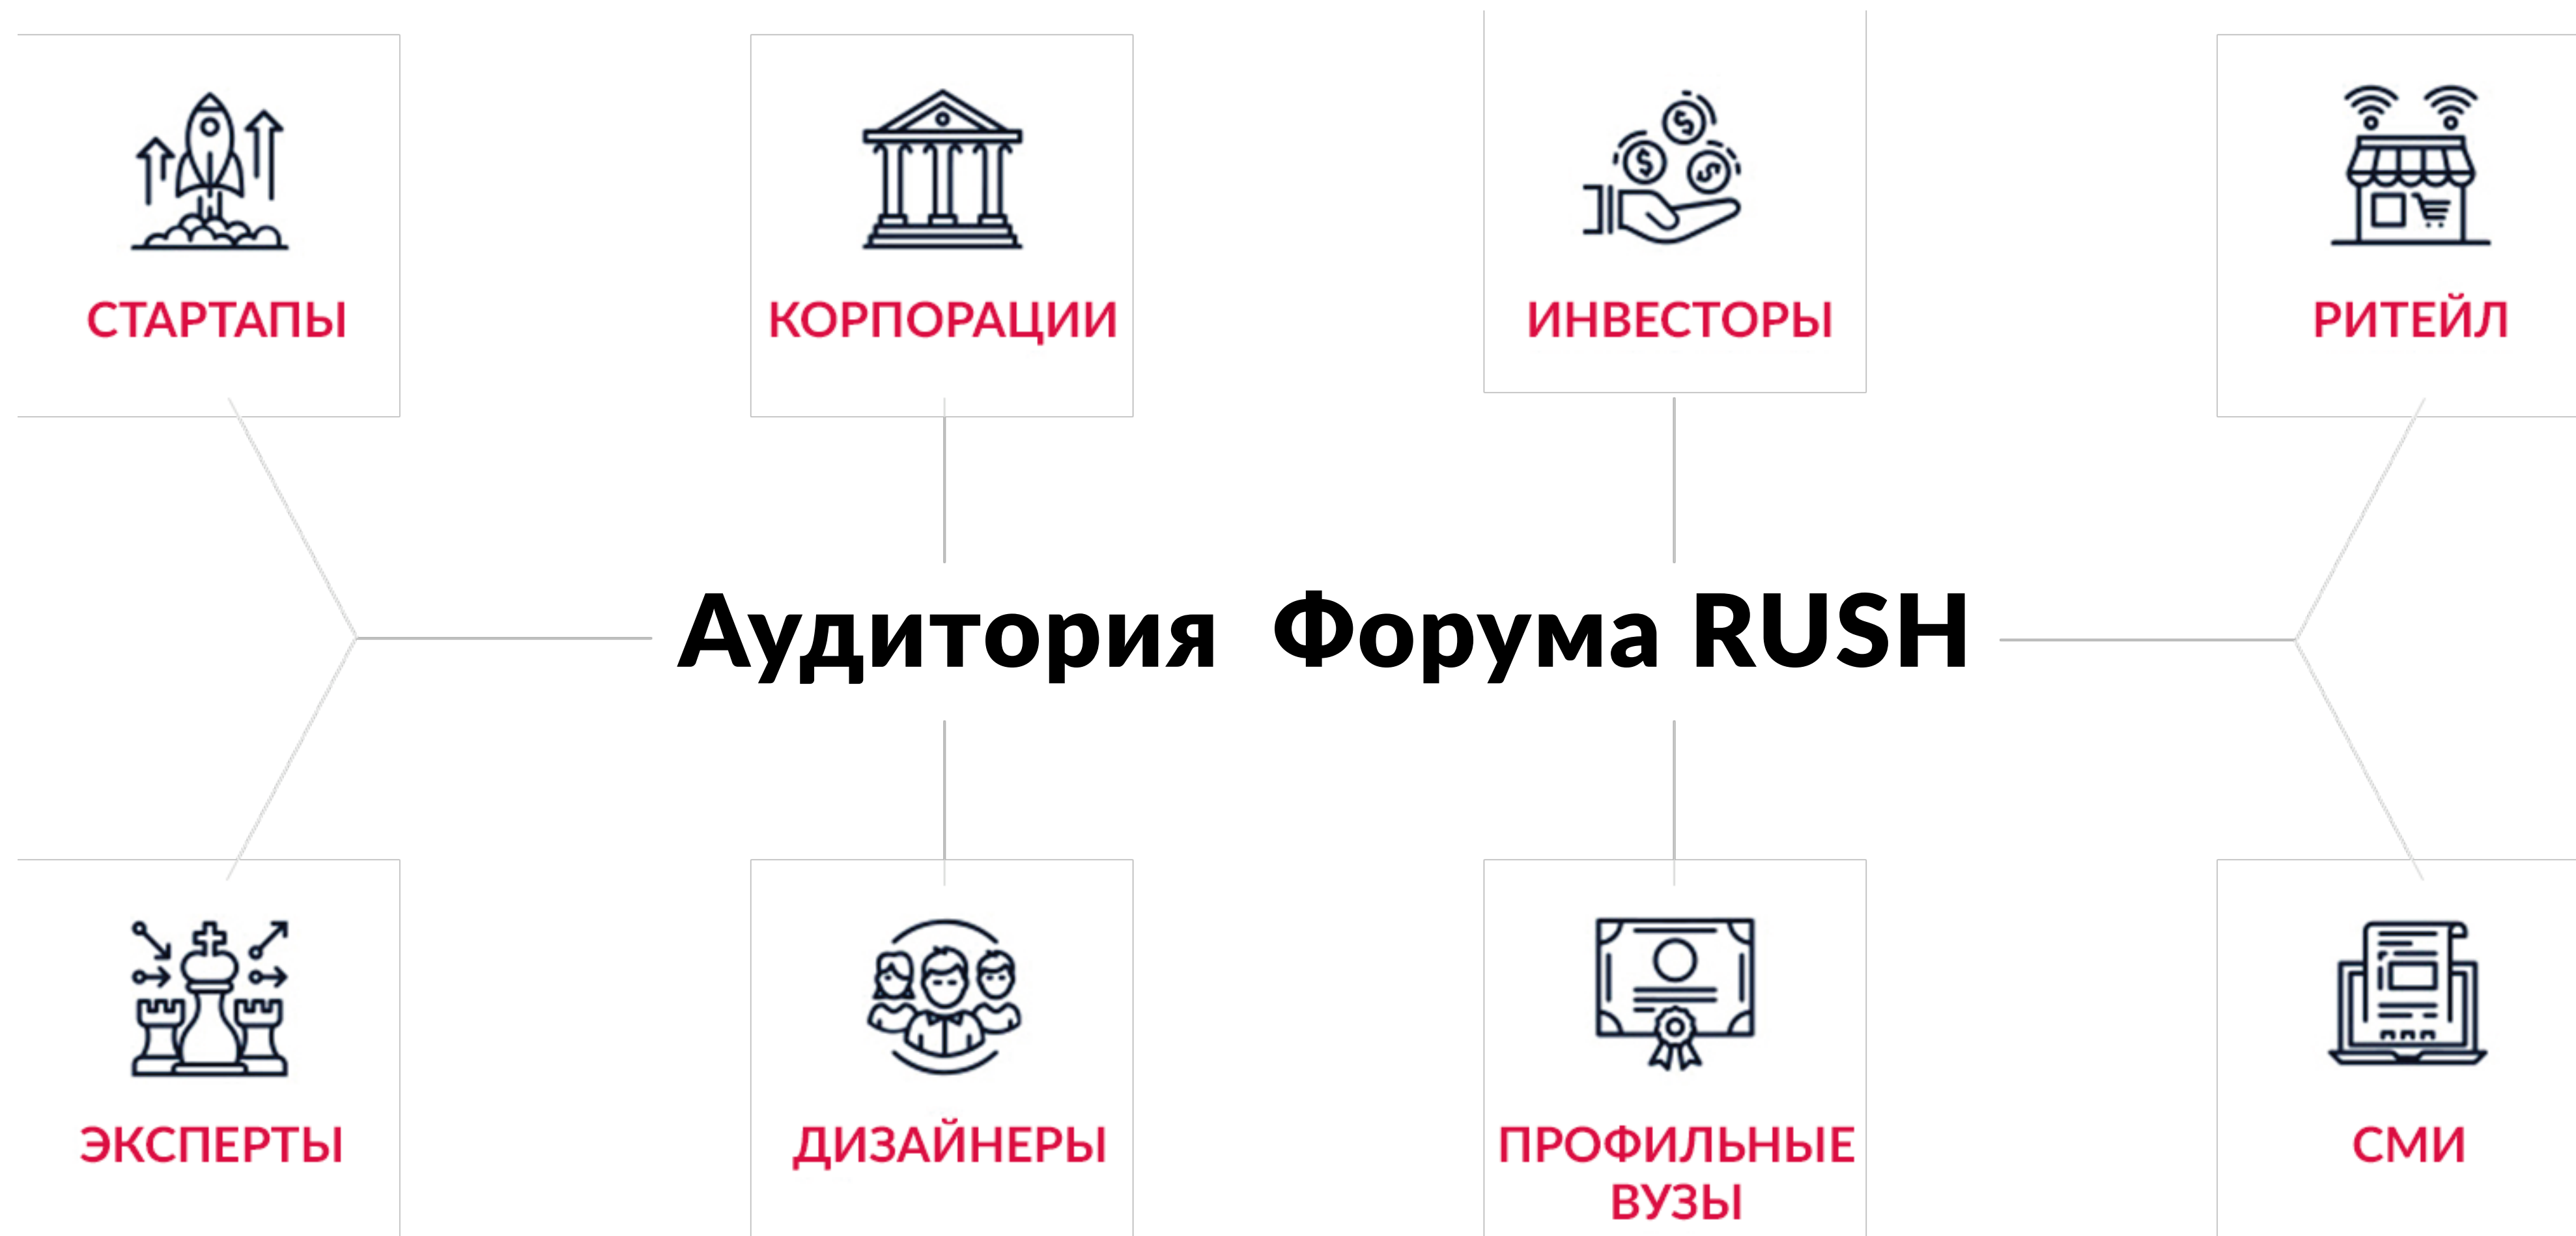 СТАРТАПЫ
КОРПОРАЦИИ
ИНВЕСТОРЫ
РИТЕЙЛ
Аудитория Форума RUSH
ЭКСПЕРТЫ
ДИЗАЙНЕРЫ
ПРОФИЛЬНЫЕ
ВУЗЫ
СМИ